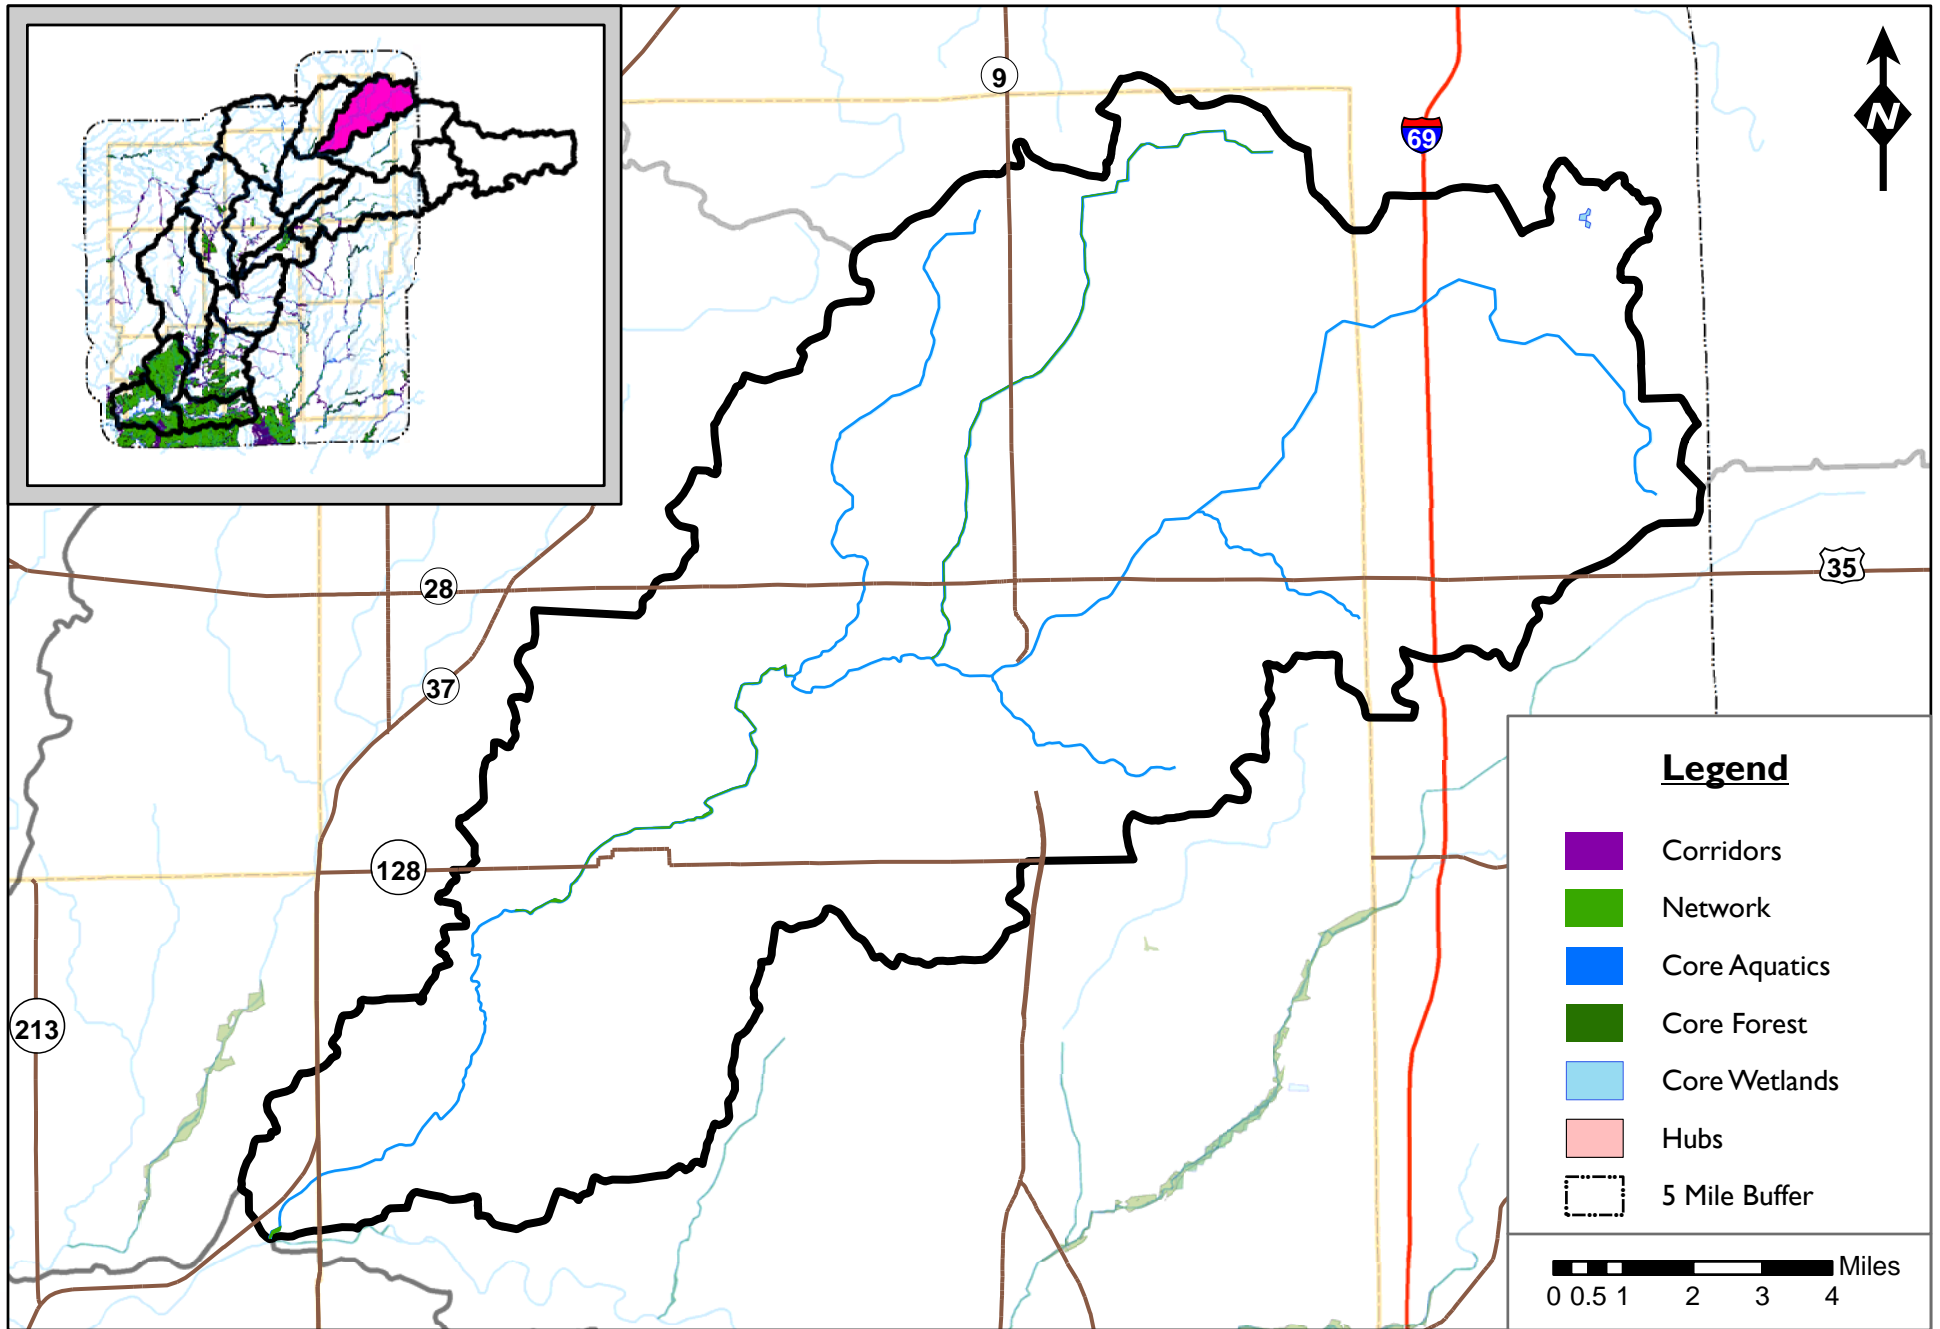 9
69
N
28
35
37
128
213
Legend
Corridors
Network
Core Aquatics
Core Forest
Core Wetlands
Hubs
5 Mile Buffer
Miles
0 0.5 1 2 3 4